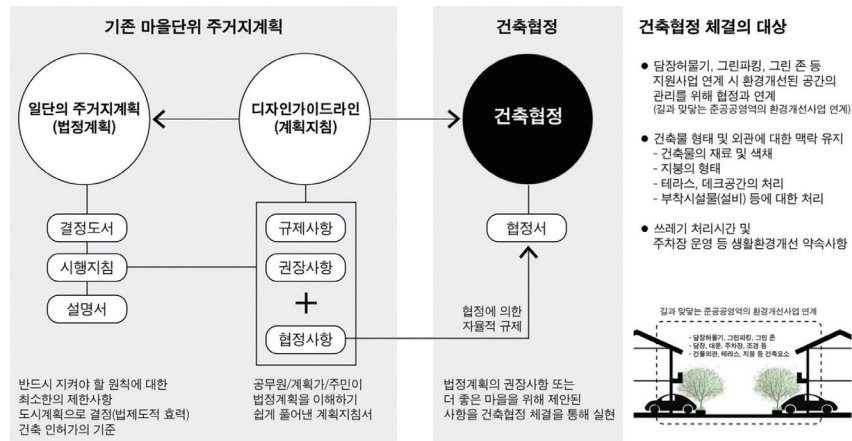 기존 마을단위 주거지계획
일단의 주거지계획
(법정계획)
디자인가이드라인
(계획지침)
결정도서
시행지침
설명서
규제사항
권장사항
+
협정사항
반드시 지켜야 할 원칙에 대한
최소한의 제한사항
도시계획으로 결정(법제도적 효력)
건축 인허가의 기준
공무원/계획가/주민이
법정계획을 이해하기
쉽게 풀어낸 계획지침서
건축협정
건축협정
협정서
협정에 의한
자율적 규제
법정계획의 권장사항 또는
더 좋은 마을을 위해 제안된
사항을 건축협정 체결을 통해 실현
건축협정 체결의 대상
● 담장허물기, 그린파킹, 그린 존 등
지원사업 연계 시 환경개선된 공간의
관리를 위해 협정과 연계
(길과 맞닿는 준공공영역의 환경개선사업 연계)
● 건축물 형태 및 외관에 대한 맥락 유지
- 건축물의 재료 및 색채
- 지붕의 형태
- 테라스, 데크공간의 처리
- 부착시설물(설비) 등에 대한 처리
● 쓰레기 처리시간 및
주차장 운영 등 생활환경개선 약속사항
길과 맞닿는 준공공영역의 환경개선사업 연계
- 담장허물기, 그린파킹, 그린 존
- 담장, 대문, 주차장, 조경 등
- 건물외관, 테라스, 지붕 등 건축요소